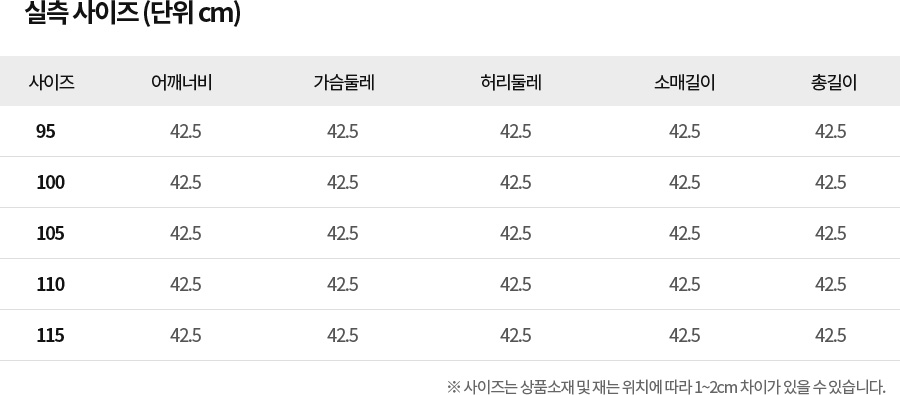 실측 사이즈 (단위 cm)
사이즈 어깨너비 가슴둘레 허리둘레 소매길이 총길이
95 42.5 42.5 42.5 42.5 42.5
100 42.5 42.5 42.5 42.5 42.5
105 42.5 42.5 42.5 42.5 42.5
110 42.5 42.5 42.5 42.5 42.5
115 42.5 42.5 42.5 42.5 42.5
※ 사이즈는 상품소재 및 재는 위치에 따라 1~2cm 차이가 있을 수 있습니다.